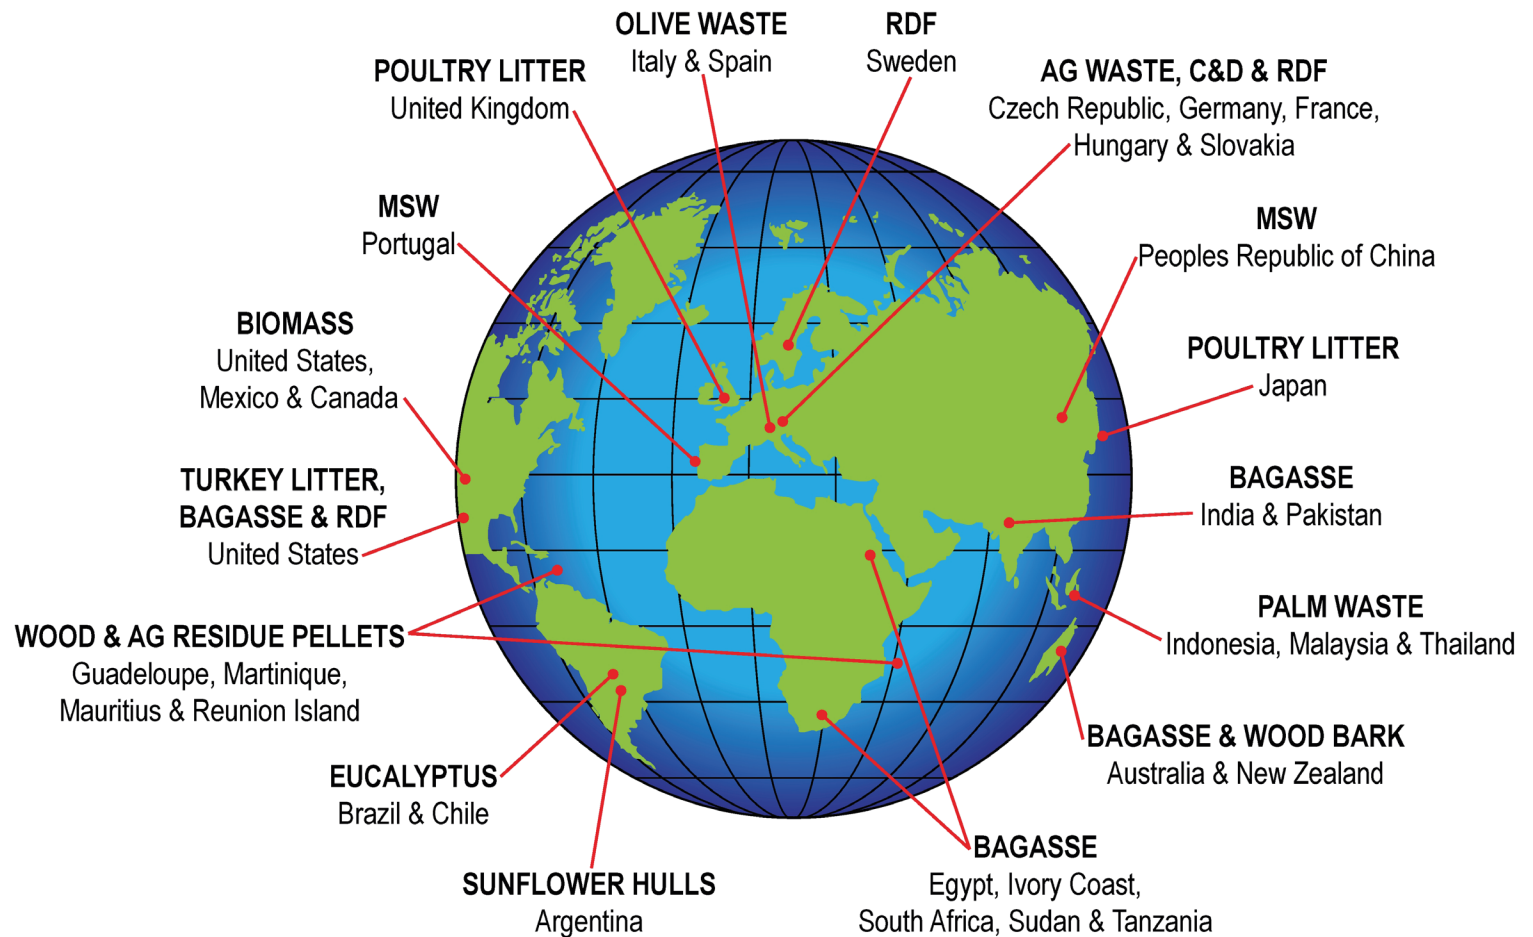 OLIVE WASTE
Italy & Spain
RDF
Sweden
POULTRY LITTER
United Kingdom
AG WASTE, C&D & RDF
Czech Republic, Germany, France,
Hungary & Slovakia
MSW
Portugal
MSW
Peoples Republic of China
BIOMASS
United States,
Mexico & Canada
POULTRY LITTER
Japan
TURKEY LITTER,
BAGASSE & RDF
United States
BAGASSE
India & Pakistan
WOOD & AG RESIDUE PELLETS
Guadeloupe, Martinique,
Mauritius & Reunion Island
PALM WASTE
Indonesia, Malaysia & Thailand
EUCALYPTUS
Brazil & Chile
BAGASSE & WOOD BARK
Australia & New Zealand
SUNFLOWER HULLS
Argentina
BAGASSE
Egypt, Ivory Coast,
South Africa, Sudan & Tanzania